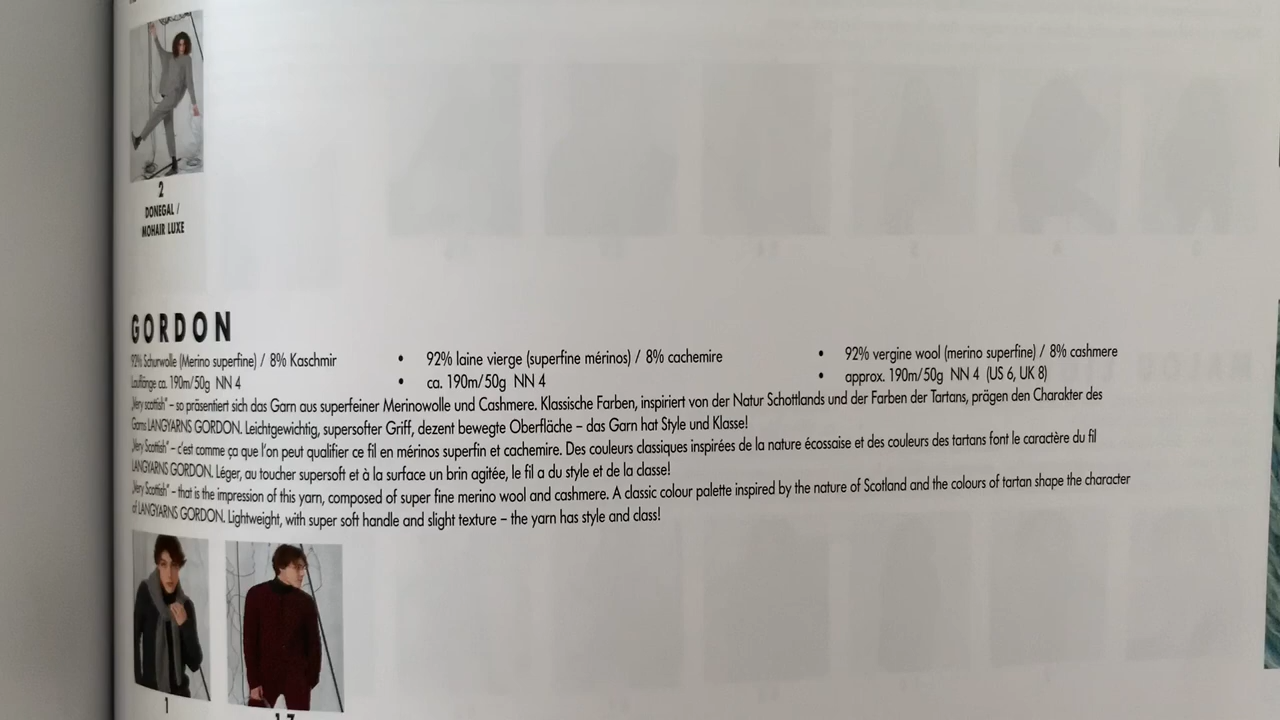 2
DONEGAL /
MOHAIR LUXE
GORDON
92% Schurwolle (Merino superfine) / 8% Kaschmir
Lauflänge ca. 190m/50g NN 4
• 92% laine vierge (superfine mérinos) / 8% cachemire
• ca. 190m/50g NN 4
• 92% vergine wool (merino superfine) / 8% cashmere
• approx. 190m/50g NN 4 (US 6, UK 8)
„Very scottish“ – so präsentiert sich das Garn aus superfeiner Merinowolle und Cashmere. Klassische Farben, inspiriert von der Natur Schottlands und der Farben der Tartans, prägen den Charakter des
Garns LANGYARNS GORDON. Leichtgewichtig, supersofter Griff, dezent bewegte Oberfläche – das Garn hat Style und Klasse!
„Very Scottish“ – c'est comme ça que l'on peut qualifier ce fil en mérinos superfin et cachemire. Des couleurs classiques inspirées de la nature écossaise et des couleurs des tartans font le caractère du fil
LANGYARNS GORDON. Léger, au toucher supersoft et à la surface un brin agitée, le fil a du style et de la classe!
„Very Scottish“ – that is the impression of this yarn, composed of super fine merino wool and cashmere. A classic colour palette inspired by the nature of Scotland and the colours of tartan shape the character
of LANGYARNS GORDON. Lightweight, with super soft handle and slight texture – the yarn has style and class!
1